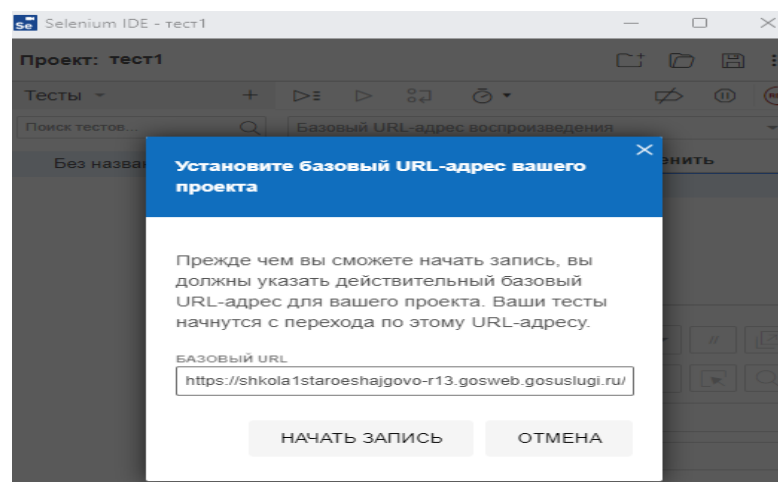 Se Selenium IDE - тест1
Проект: тест1
Тесты
Поиск тестов...
Базовый URL-адрес воспроизведения
Без назван
енить
Установите базовый URL-адрес вашего
проекта
Прежде чем вы сможете начать запись, вы
должны указать действительный базовый
URL-адрес для вашего проекта. Ваши тесты
начнутся с перехода по этому URL-адресу.
БАЗОВЫЙ URL
https://shkola1staroeshajgovo-r13.gosweb.gosuslugi.ru/
НАЧАТЬ ЗАПИСЬ
ОТМЕНА